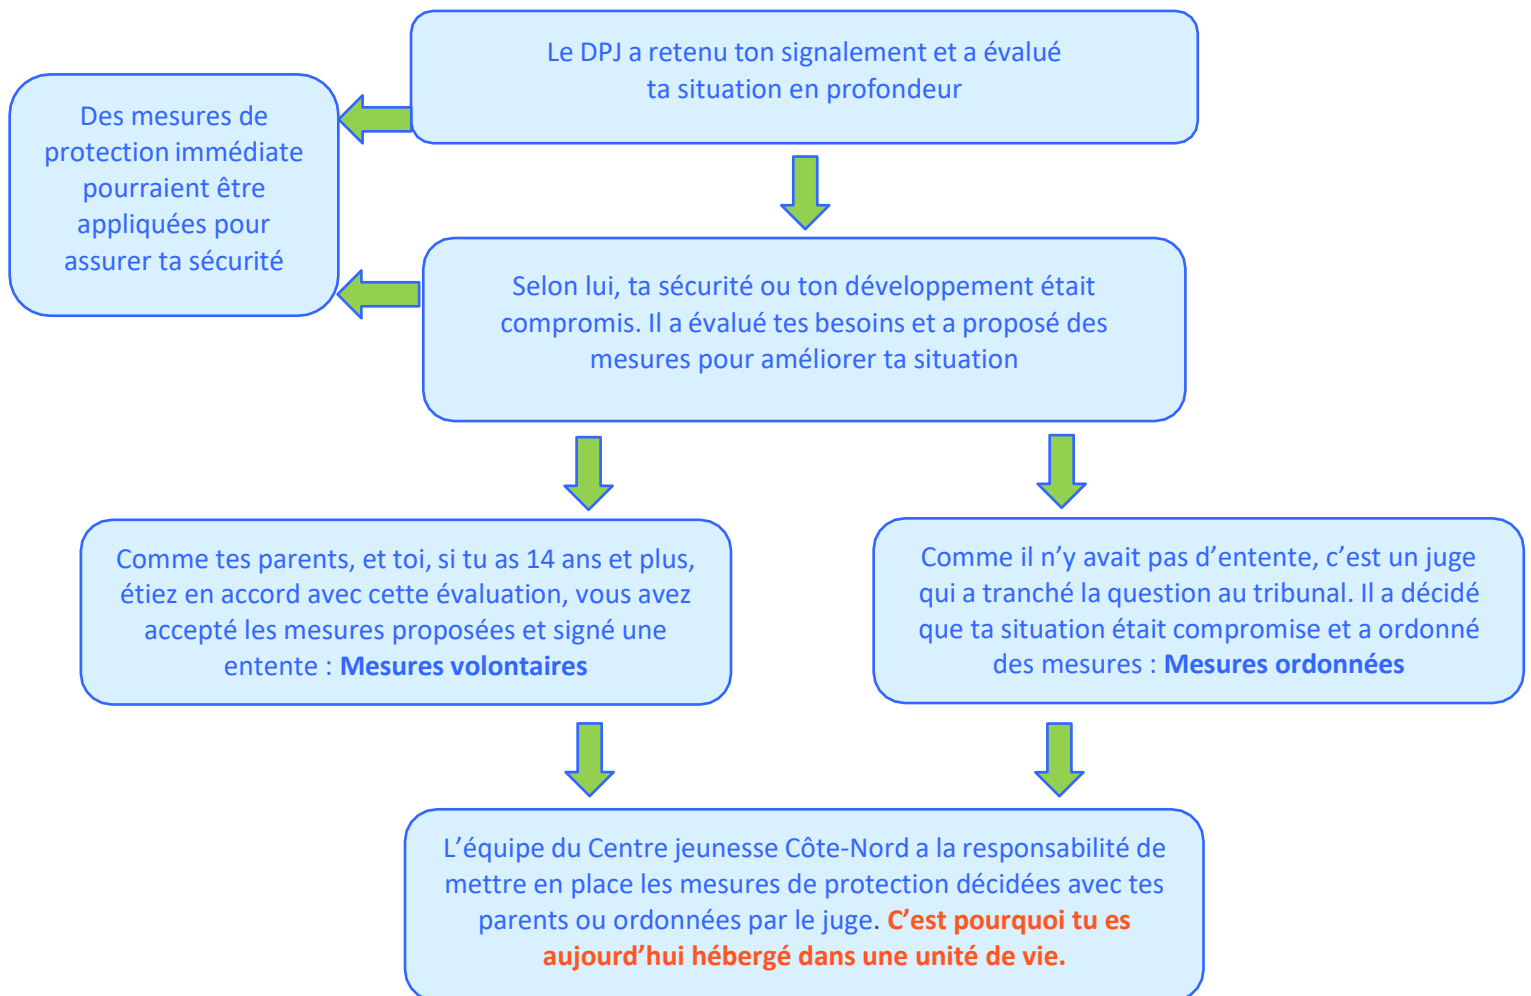 Le DPJ a retenu ton signalement et a évalué
ta situation en profondeur
Des mesures de
protection immédiate
pourraient être
appliquées pour
assurer ta sécurité
Selon lui, ta sécurité ou ton développement était
compromis. Il a évalué tes besoins et a proposé des
mesures pour améliorer ta situation
Comme tes parents, et toi, si tu as 14 ans et plus,
étiez en accord avec cette évaluation, vous avez
accepté les mesures proposées et signé une
entente : Mesures volontaires
Comme il n’y avait pas d’entente, c’est un juge
qui a tranché la question au tribunal. Il a décidé
que ta situation était compromise et a ordonné
des mesures : Mesures ordonnées
L’équipe du Centre jeunesse Côte-Nord a la responsabilité de
mettre en place les mesures de protection décidées avec tes
parents ou ordonnées par le juge. C’est pourquoi tu es
aujourd’hui hébergé dans une unité de vie.